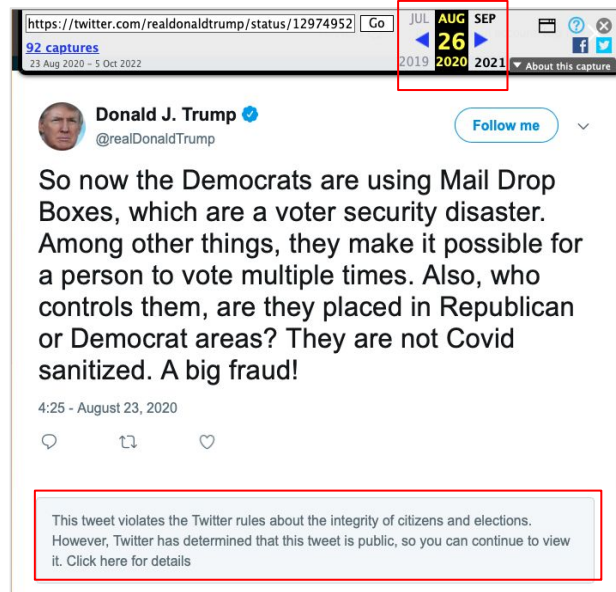 https://twitter.com/realdonaldtrump/status/12974952 Go JUL AUG SEP
92 captures 26
23 Aug 2020 – 5 Oct 2022 2019 2020 2021 ▼ About this capture
Donald J. Trump
@realDonaldTrump
Follow me
So now the Democrats are using Mail Drop
Boxes, which are a voter security disaster.
Among other things, they make it possible for
a person to vote multiple times. Also, who
controls them, are they placed in Republican
or Democrat areas? They are not Covid
sanitized. A big fraud!
4:25 - August 23, 2020
This tweet violates the Twitter rules about the integrity of citizens and elections.
However, Twitter has determined that this tweet is public, so you can continue to view
it. Click here for details